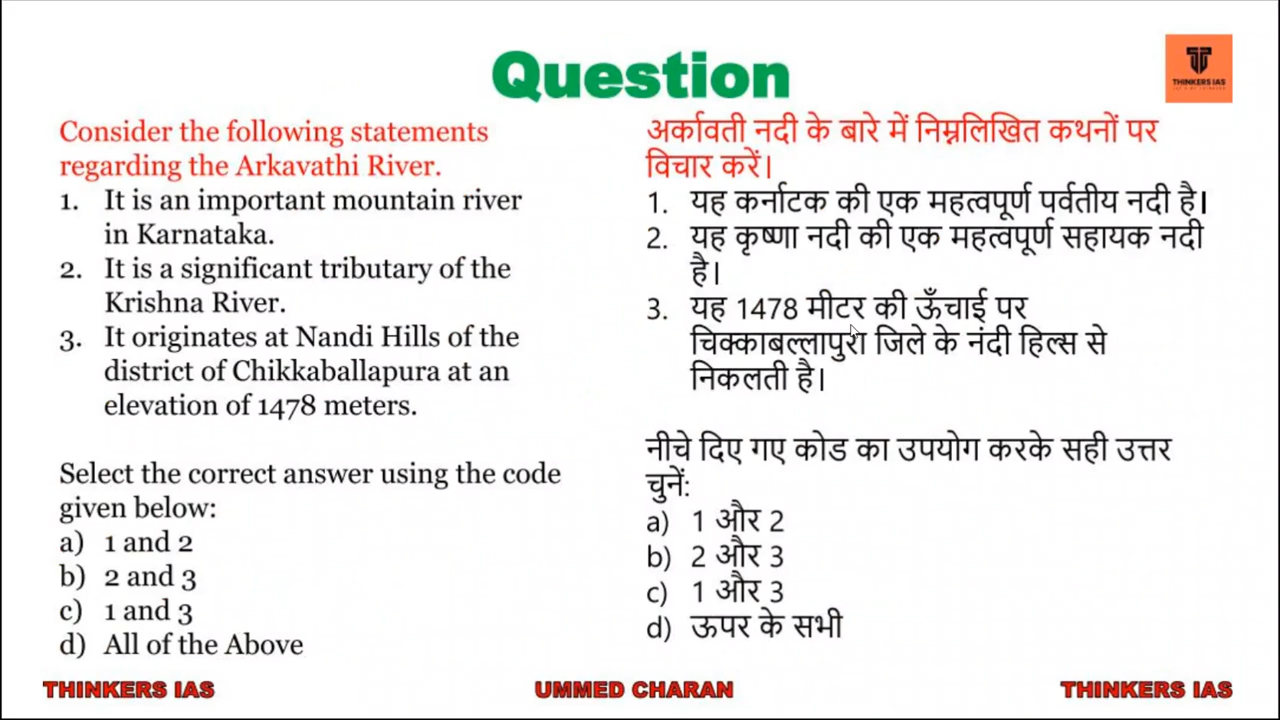 Question
THINKERS IAS
Consider the following statements
regarding the Arkavathi River.
1. It is an important mountain river
in Karnataka.
2. It is a significant tributary of the
Krishna River.
3. It originates at Nandi Hills of the
district of Chikkaballapura at an
elevation of 1478 meters.
Select the correct answer using the code
given below:
a) 1 and 2
b) 2 and 3
c) 1 and 3
d) All of the Above
अर्कावती नदी के बारे में निम्नलिखित कथनों पर
विचार करें।
1. यह कर्नाटक की एक महत्वपूर्ण पर्वतीय नदी है।
2. यह कृष्णा नदी की एक महत्वपूर्ण सहायक नदी
है।
3. यह 1478 मीटर की ऊँचाई पर
चिक्काबल्लापुरा जिले के नंदी हिल्स से
निकलती है।
नीचे दिए गए कोड का उपयोग करके सही उत्तर
चुनें:
a) 1 और 2
b) 2 और 3
c) 1 और 3
d) ऊपर के सभी
THINKERS IAS
UMMED CHARAN
THINKERS IAS